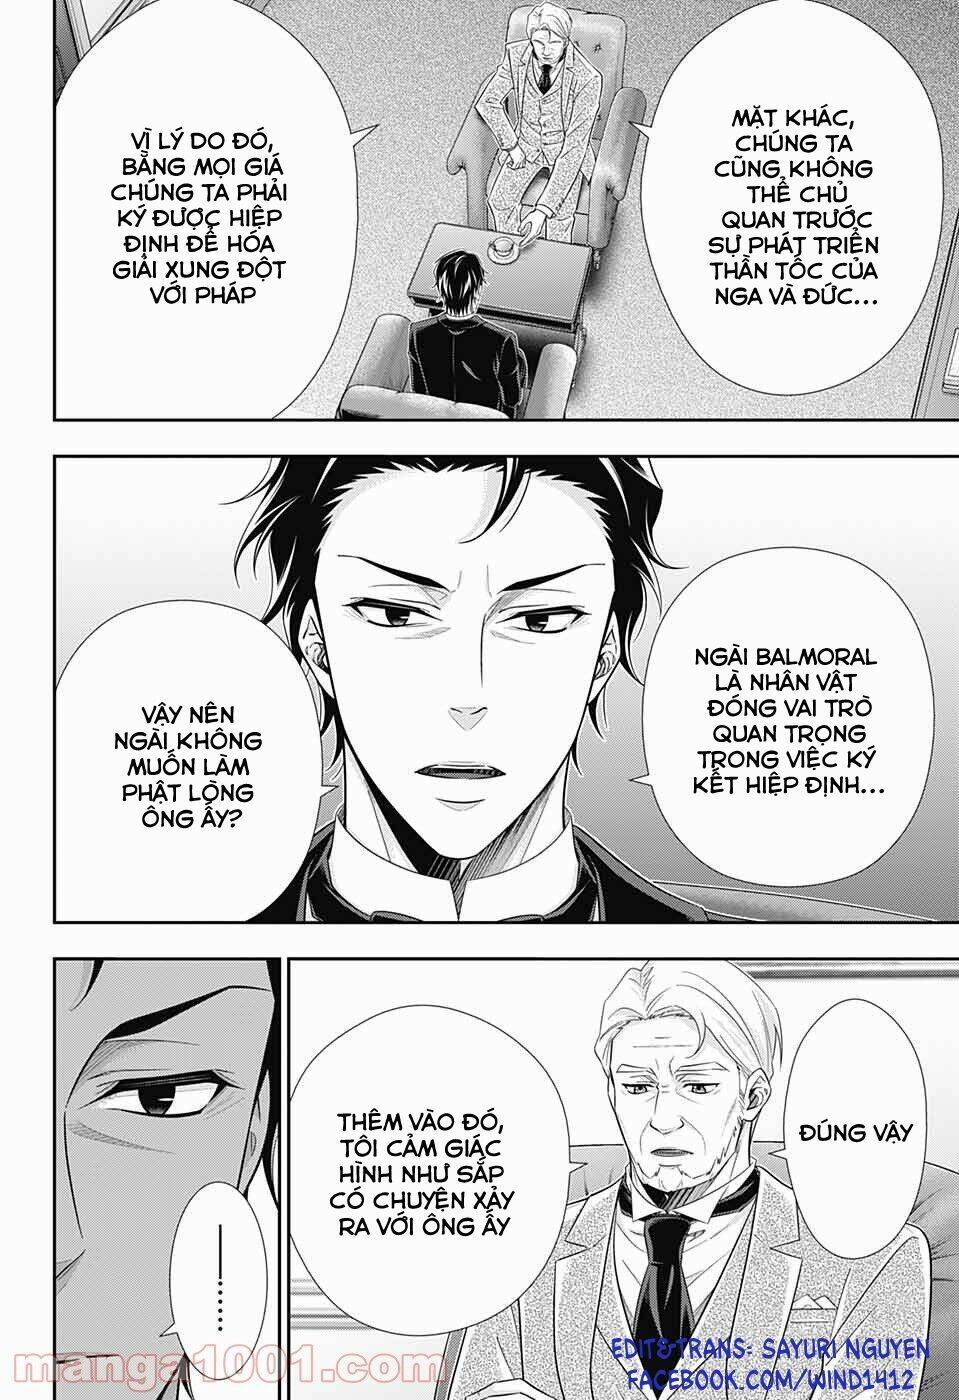 MẶT KHÁC,
CHÚNG TA
CŨNG KHÔNG
THỂ CHỦ
QUAN TRƯỚC
SỰ PHÁT TRIỂN
THẦN TỐC CỦA
NGA VÀ ĐỨC...
VÌ LÝ DO ĐÓ,
BẰNG MỌI GIÁ
CHÚNG TA PHẢI
KÝ ĐƯỢC HIỆP
ĐỊNH ĐỂ HÓA
GIẢI XUNG ĐỘT
VỚI PHÁP
NGÀI BALMORAL
LÀ NHÂN VẬT
ĐÓNG VAI TRÒ
QUAN TRỌNG
TRONG VIỆC KÝ
KẾT HIỆP ĐỊNH...
VẬY NÊN
NGÀI KHÔNG
MUỐN LÀM
PHẬT LÒNG
ÔNG ẤY?
ĐÚNG VẬY
THÊM VÀO ĐÓ,
TÔI CẢM GIÁC
HÌNH NHƯ SẮP
CÓ CHUYỆN XẢY
RA VỚI ÔNG ẤY
EDIT&TRANS: SAYURI NGUYEN
FACEBOOK.COM/WIND1412
manga1001.com